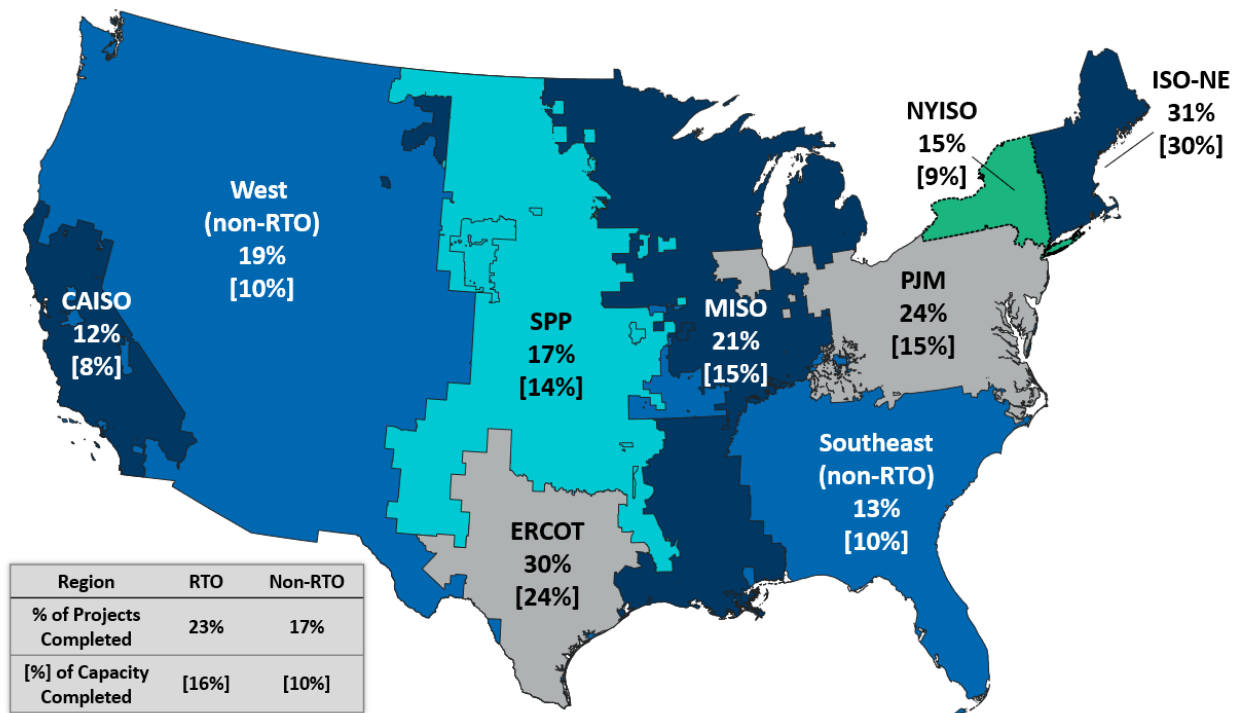 ISO-NE
31%
[30%]
NYISO
15%
[9%]
West
(non-RTO)
19%
[10%]
CAISO
12%
[8%]
SPP
17%
[14%]
MISO
21%
[15%]
PJM
24%
[15%]
Southeast
(non-RTO)
13%
[10%]
ERCOT
30%
[24%]
Region RTO Non-RTO
% of Projects
Completed 23% 17%
[%] of Capacity
Completed [16%] [10%]